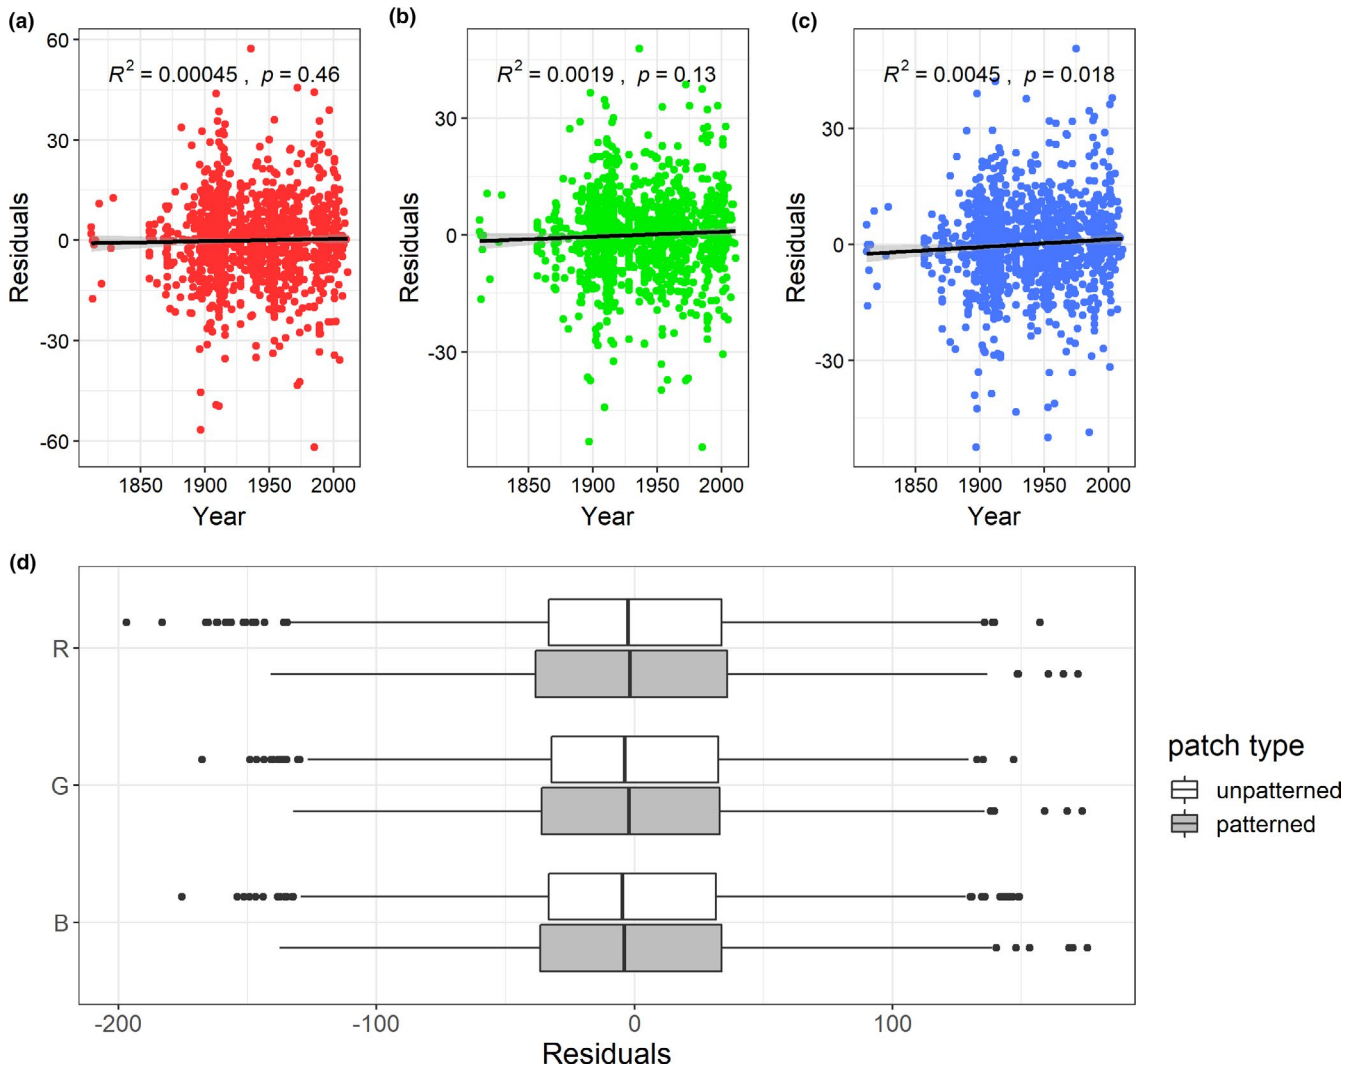 (a)
R² = 0.00045 , p = 0.46
60
30
0
-30
-60
Residuals
1850 1900 1950 2000
Year
(b)
R² = 0.0019 , p = 0.13
30
0
-30
Residuals
1850 1900 1950 2000
Year
(c)
R² = 0.0045 , p = 0.018
30
0
-30
Residuals
1850 1900 1950 2000
Year
(d)
R
G
B
-200 -100 0 100
Residuals
patch type
unpatterned
patterned